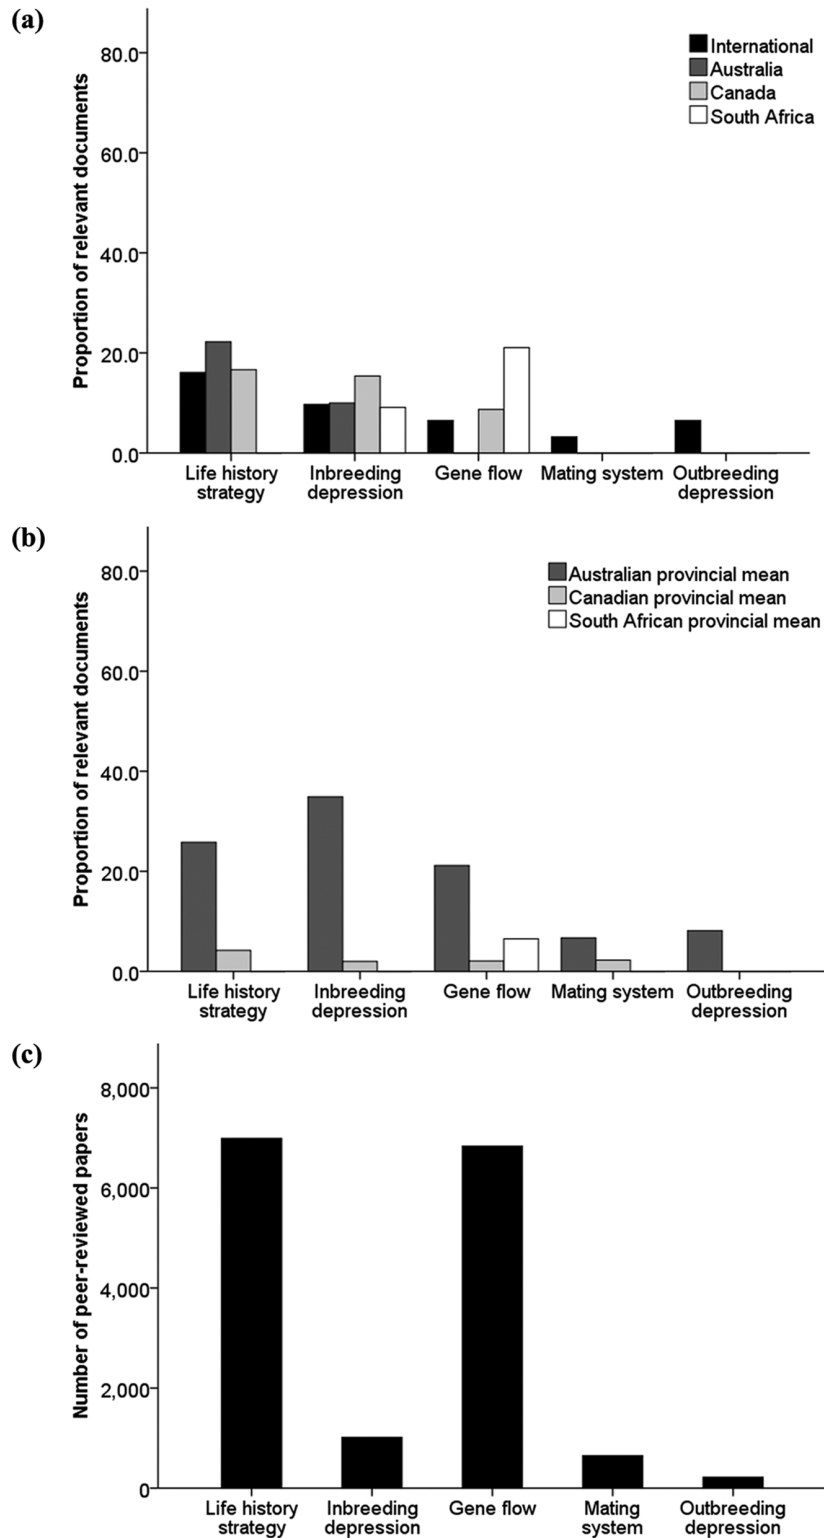 (a)
Proportion of relevant documents
80.0
60.0
40.0
20.0
0.0
International
Australia
Canada
South Africa
Life history
strategy
Inbreeding
depression
Gene flow
Mating system
Outbreeding
depression
(b)
Proportion of relevant documents
80.0
60.0
40.0
20.0
0.0
Australian provincial mean
Canadian provincial mean
South African provincial mean
Life history
strategy
Inbreeding
depression
Gene flow
Mating system
Outbreeding
depression
(c)
Number of peer-reviewed papers
8,000
6,000
4,000
2,000
0
Life history
strategy
Inbreeding
depression
Gene flow
Mating
system
Outbreeding
depression